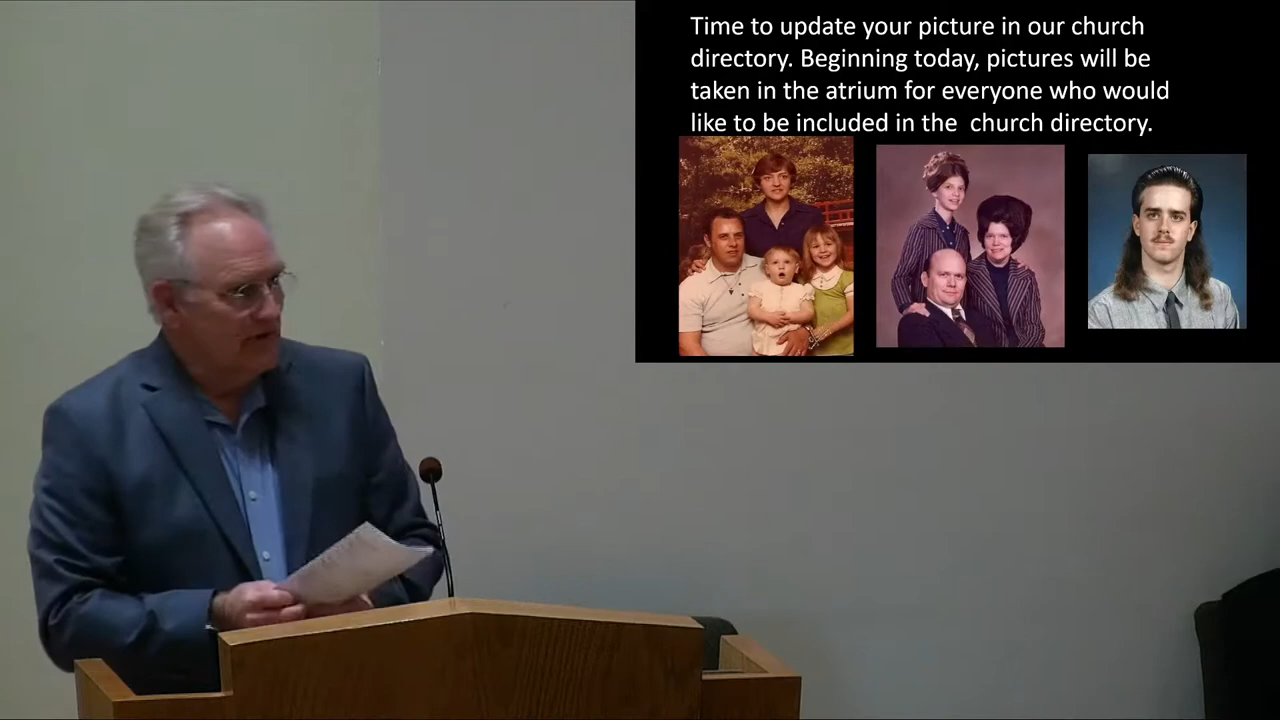 Time to update your picture in our church
directory. Beginning today, pictures will be
taken in the atrium for everyone who would
like to be included in the  church directory.